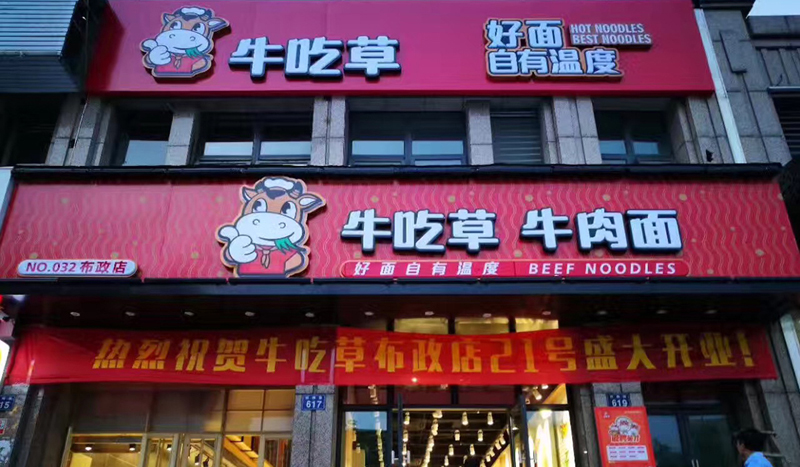 牛吃草
好面
自有温度
HOT NOODLES
BEST NOODLES
牛吃草 牛肉面
NO.032 布政店
好面自有温度 BEEF NOODLES
热烈祝贺牛吃草布政店21号盛大开业!
617
619